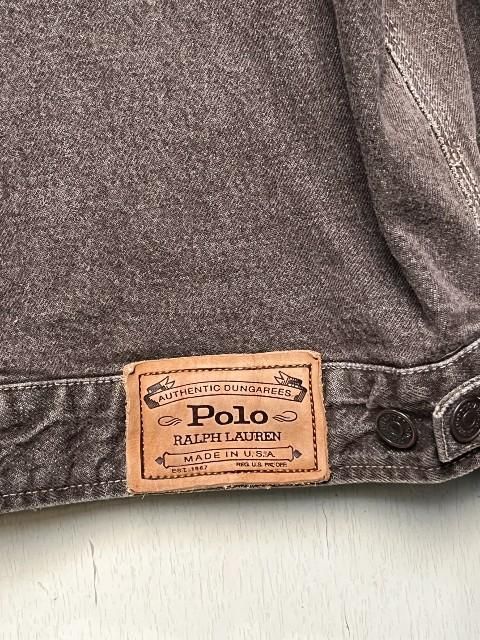 AUTHENTIC DUNGAREES
Polo
RALPH LAUREN
MADE IN U.S.A.
EST. 1967 REG. U.S. PAT. OFF.